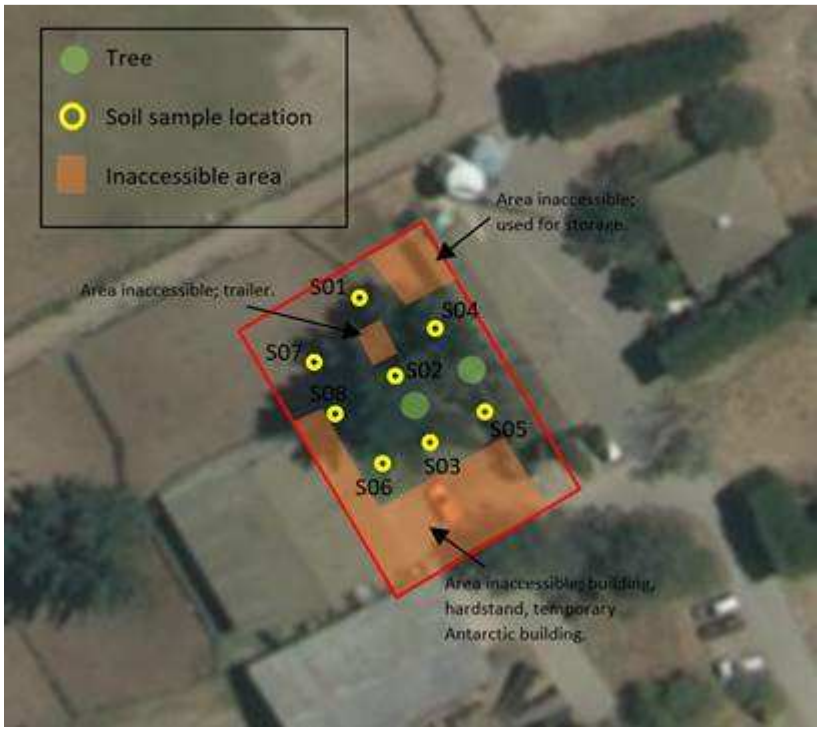 Tree
Soil sample location
Inaccessible area
Area inaccessible;
used for storage.
Area inaccessible; trailer.
S01
S04
S07
S02
S08
S05
S03
S06
Area inaccessible; building,
hardstand, temporary
Antarctic building.